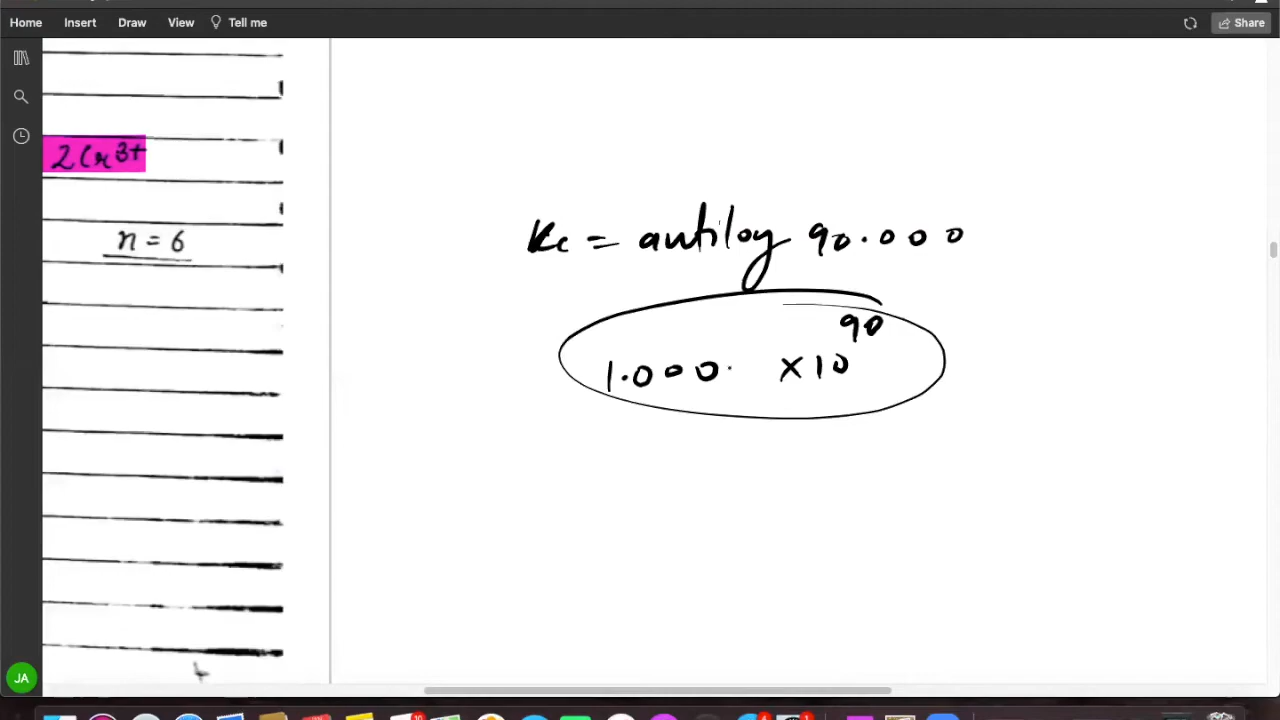 Home Insert Draw View Tell me Share
2Cr3+
n = 6
Kc = antilog 90.000
1.000. ×10^90
JA